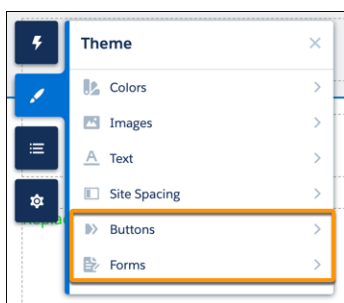 Theme
Colors
Images
Text
Site Spacing
Buttons
Forms